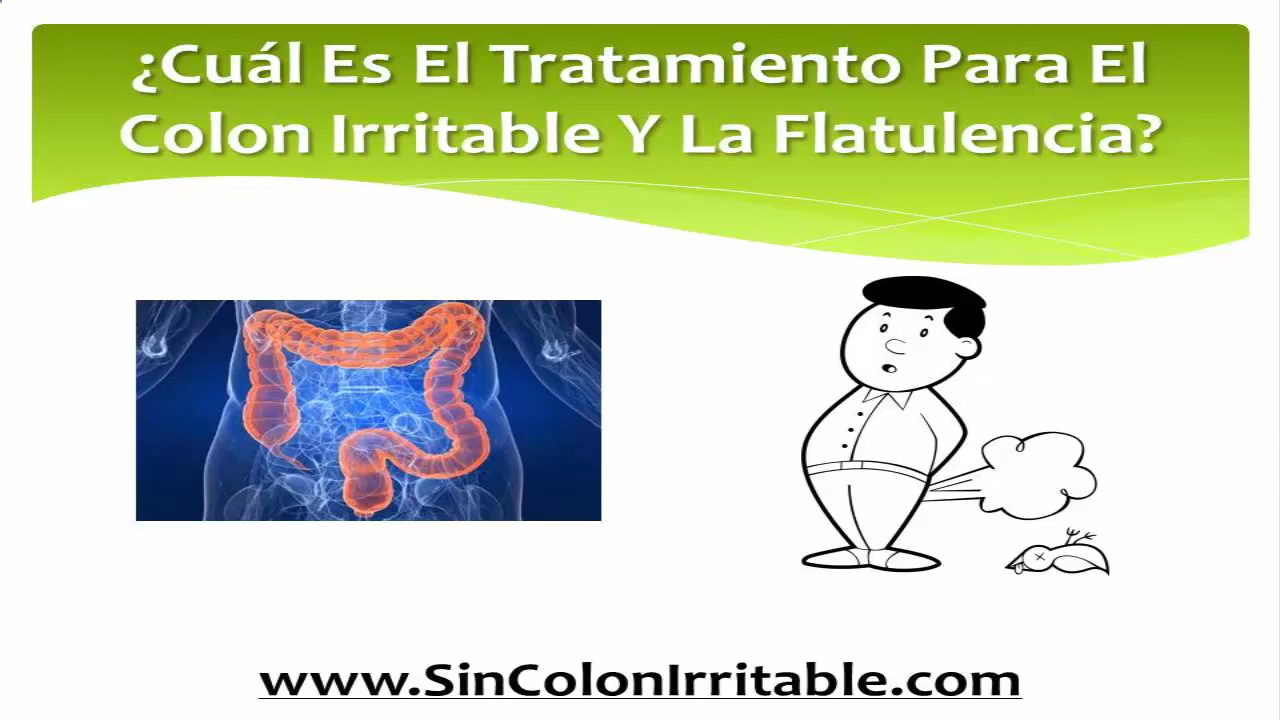 ¿Cuál Es El Tratamiento Para El
Colon Irritable Y La Flatulencia?
www.SinColonIrritable.com